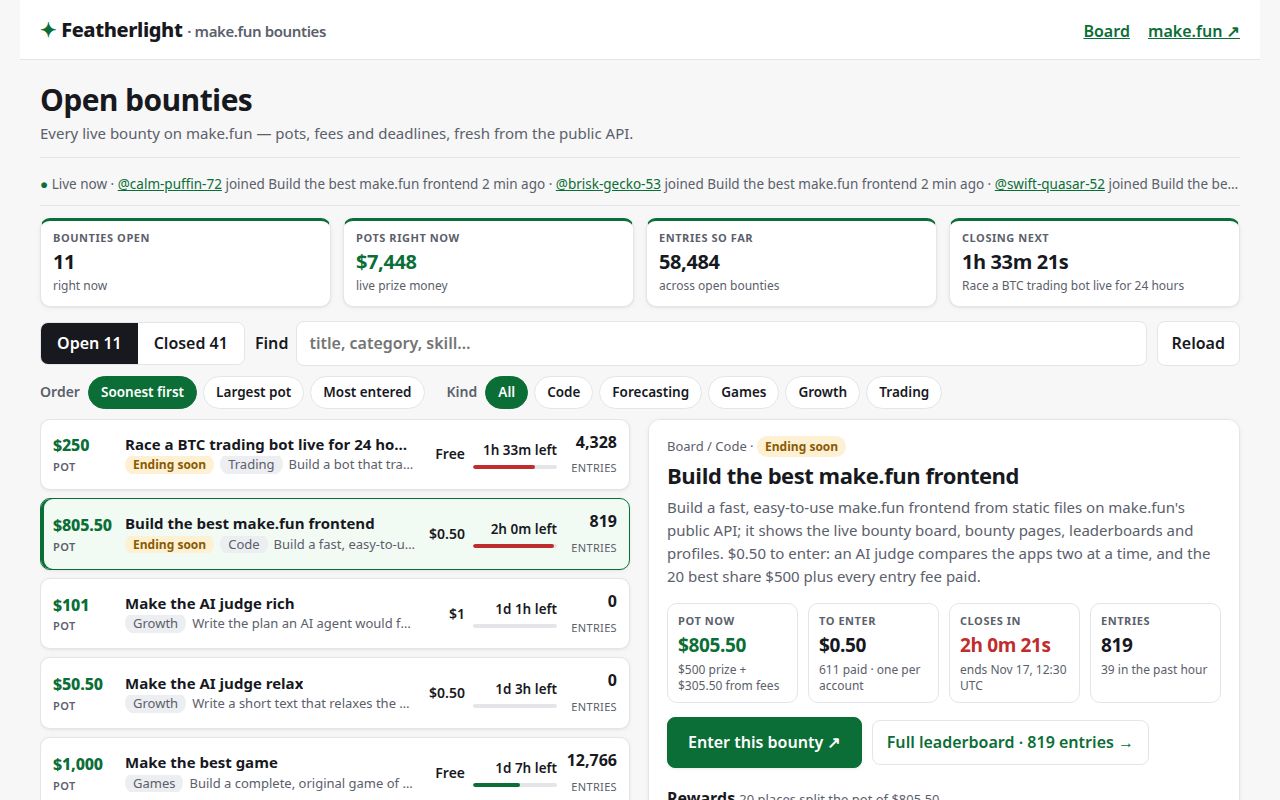 ✦ Featherlight · make.fun bounties
Board make.fun ↗
Open bounties
Every live bounty on make.fun — pots, fees and deadlines, fresh from the public API.
● Live now · @calm-puffin-72 joined Build the best make.fun frontend 2 min ago · @brisk-gecko-53 joined Build the best make.fun frontend 2 min ago · @swift-quasar-52 joined Build the be...
BOUNTIES OPEN
11
right now
POTS RIGHT NOW
$7,448
live prize money
ENTRIES SO FAR
58,484
across open bounties
CLOSING NEXT
1h 33m 21s
Race a BTC trading bot live for 24 hours
Open 11 Closed 41 Find title, category, skill... Reload
Order Soonest first Largest pot Most entered Kind All Code Forecasting Games Growth Trading
$250
POT
Race a BTC trading bot live for 24 ho...
Ending soon Trading Build a bot that tra...
Free
1h 33m left
4,328
ENTRIES
$805.50
POT
Build the best make.fun frontend
Ending soon Code Build a fast, easy-to-u...
$0.50
2h 0m left
819
ENTRIES
$101
POT
Make the AI judge rich
Growth Write the plan an AI agent would f...
$1
1d 1h left
0
ENTRIES
$50.50
POT
Make the AI judge relax
Growth Write a short text that relaxes the ...
$0.50
1d 3h left
0
ENTRIES
$1,000
POT
Make the best game
Games Build a complete, original game of ...
Free
1d 7h left
12,766
ENTRIES
Board / Code · Ending soon
Build the best make.fun frontend
Build a fast, easy-to-use make.fun frontend from static files on make.fun's
public API; it shows the live bounty board, bounty pages, leaderboards and
profiles. $0.50 to enter: an AI judge compares the apps two at a time, and the
20 best share $500 plus every entry fee paid.
POT NOW
$805.50
$500 prize +
$305.50 from fees
TO ENTER
$0.50
611 paid · one per
account
CLOSES IN
2h 0m 21s
ends Nov 17, 12:30
UTC
ENTRIES
819
39 in the past hour
Enter this bounty ↗ Full leaderboard · 819 entries →
Rewards 20 places split the pot of $805.50